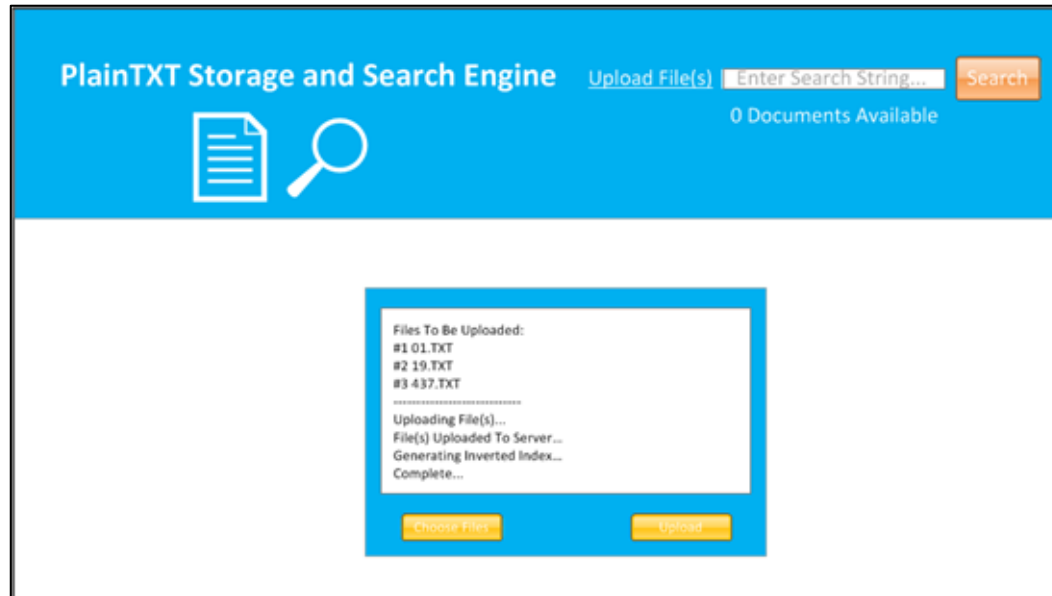 PlainTXT Storage and Search Engine
Upload File(s)
Enter Search String...
Search
0 Documents Available
Files To Be Uploaded:
#1 01.TXT
#2 19.TXT
#3 437.TXT
----------------------------
Uploading File(s)...
File(s) Uploaded To Server...
Generating Inverted Index...
Complete...
Choose Files
Upload